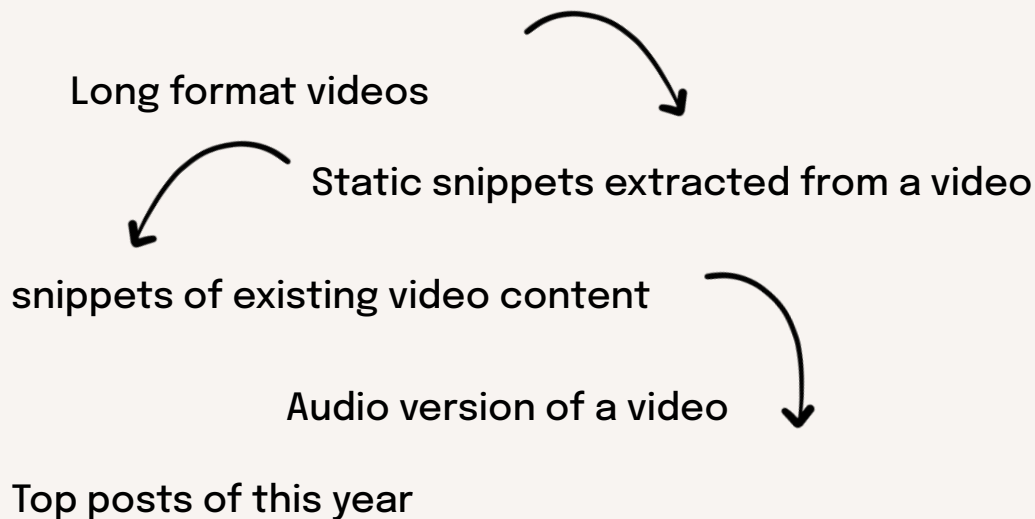 Long format videos
Static snippets extracted from a video
snippets of existing video content
Audio version of a video
Top posts of this year